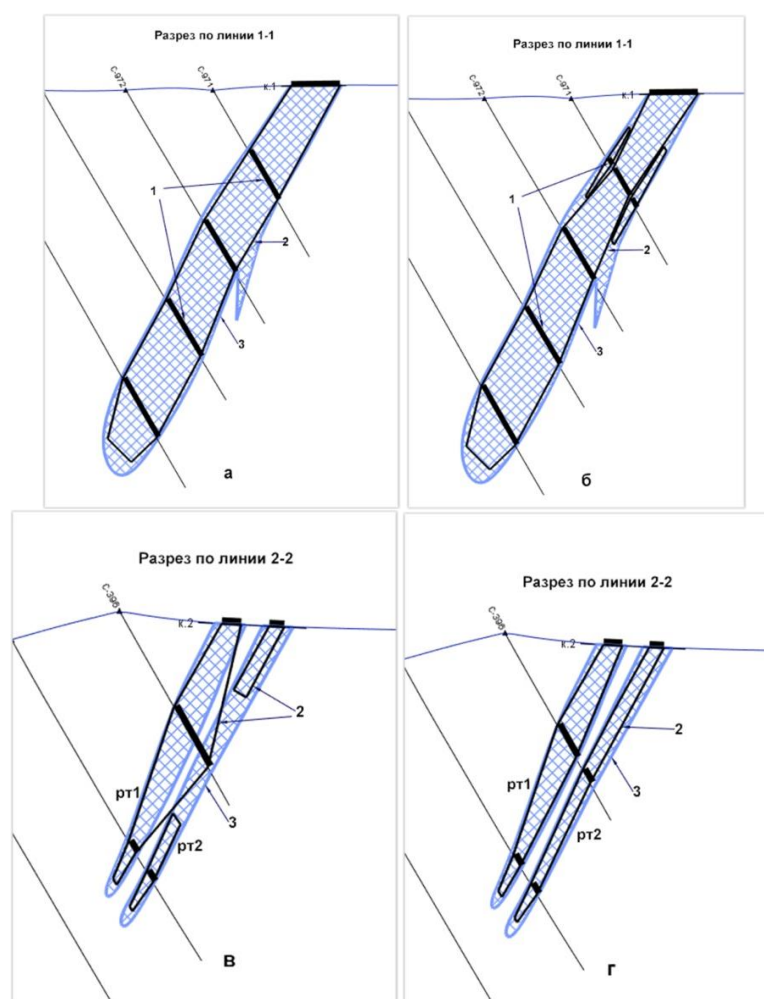 Разрез по линии 1-1
С-972
С-971
к.1
1
2
3
а
Разрез по линии 1-1
С-972
С-971
к.1
1
2
3
б
Разрез по линии 2-2
С-396
к.2
2
рт1
3
рт2
в
Разрез по линии 2-2
С-396
к.2
2
рт1
3
рт2
г